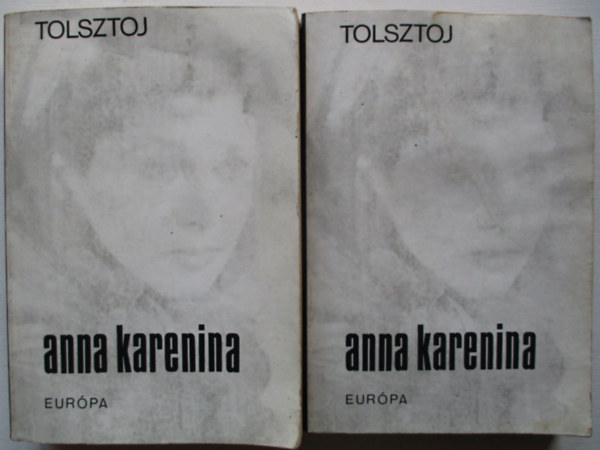 TOLSZTOJ
anna karenina
EURÓPA
TOLSZTOJ
anna karenina
EURÓPA